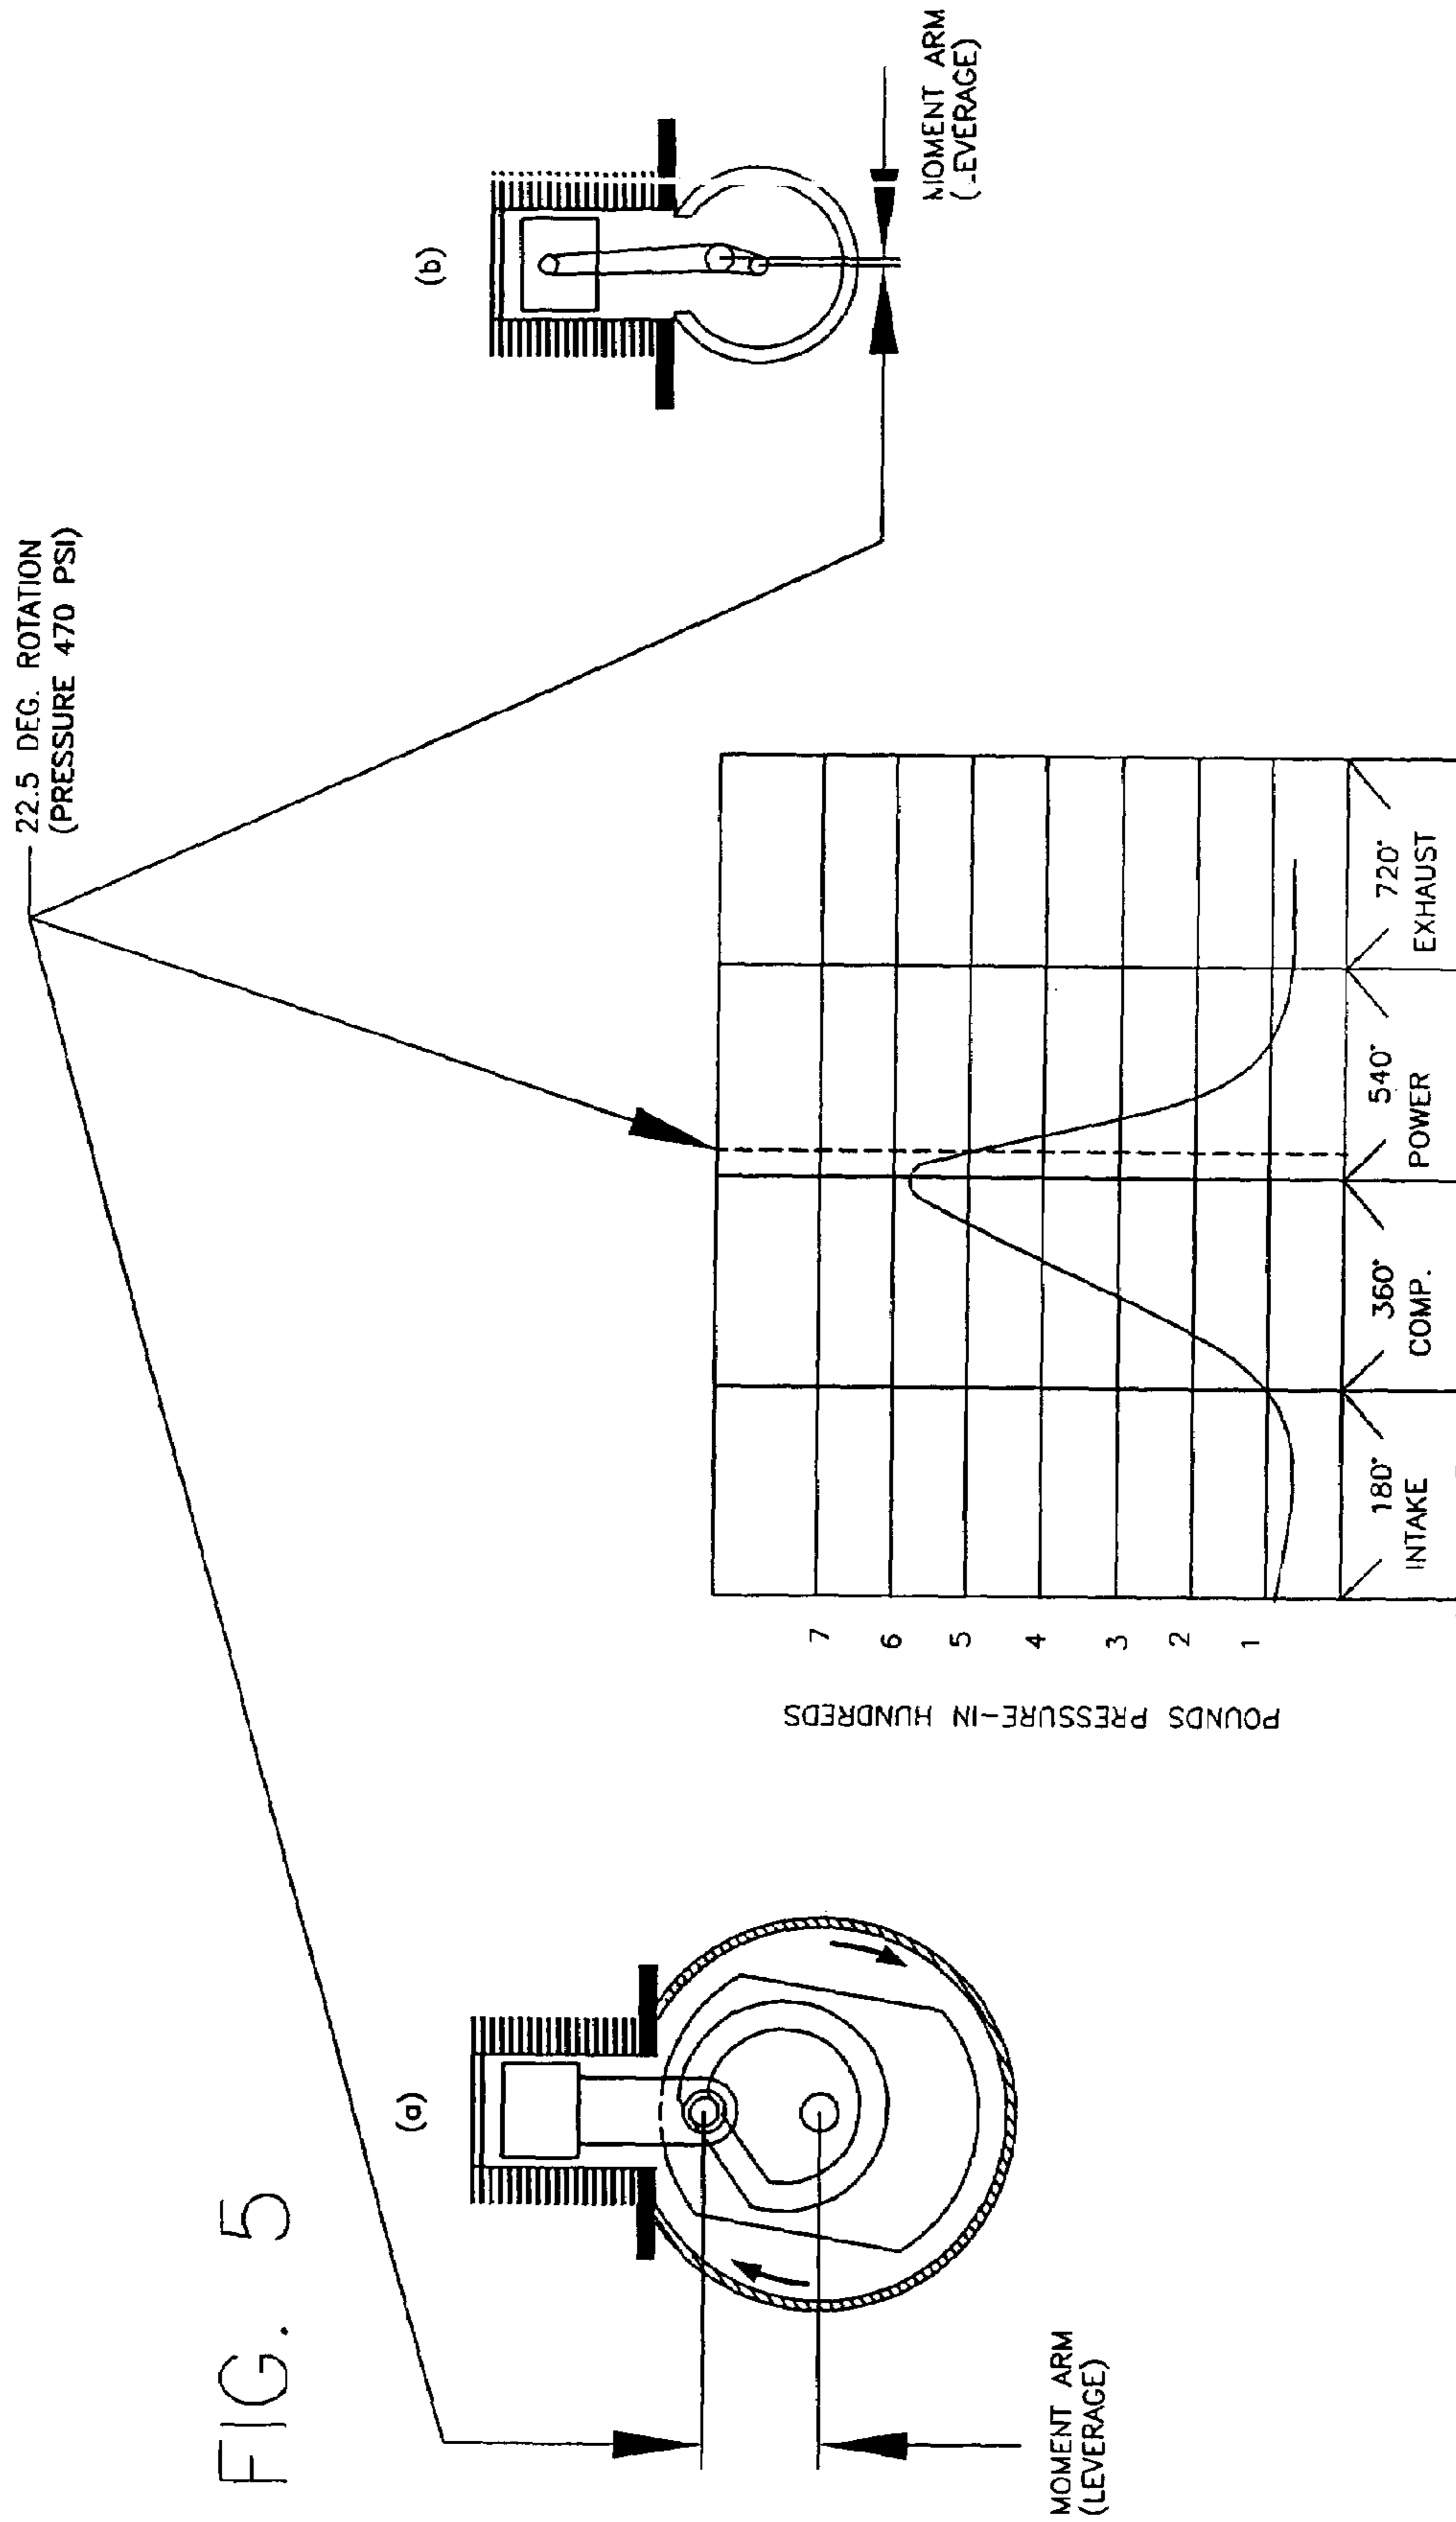 FIG. 5
22.5 DEG. ROTATION
(PRESSURE 470 PSI)
(a)
(b)
MOMENT ARM
(LEVERAGE)
MOMENT ARM
(LEVERAGE)
POUNDS PRESSURE-IN HUNDREDS
7
6
5
4
3
2
1
180° 360° 540° 720°
INTAKE COMP. POWER EXHAUST